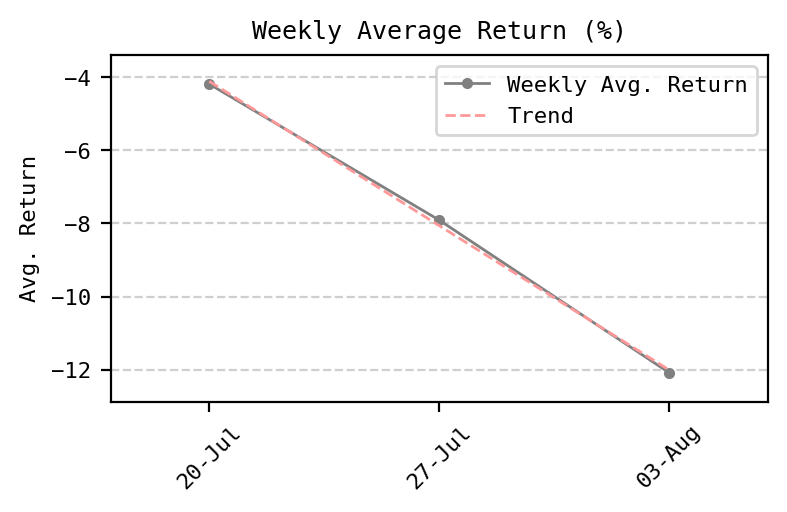 Weekly Average Return (%)
Weekly Avg. Return
Trend
Avg. Return
−4
−6
−8
−10
−12
20-Jul
27-Jul
03-Aug